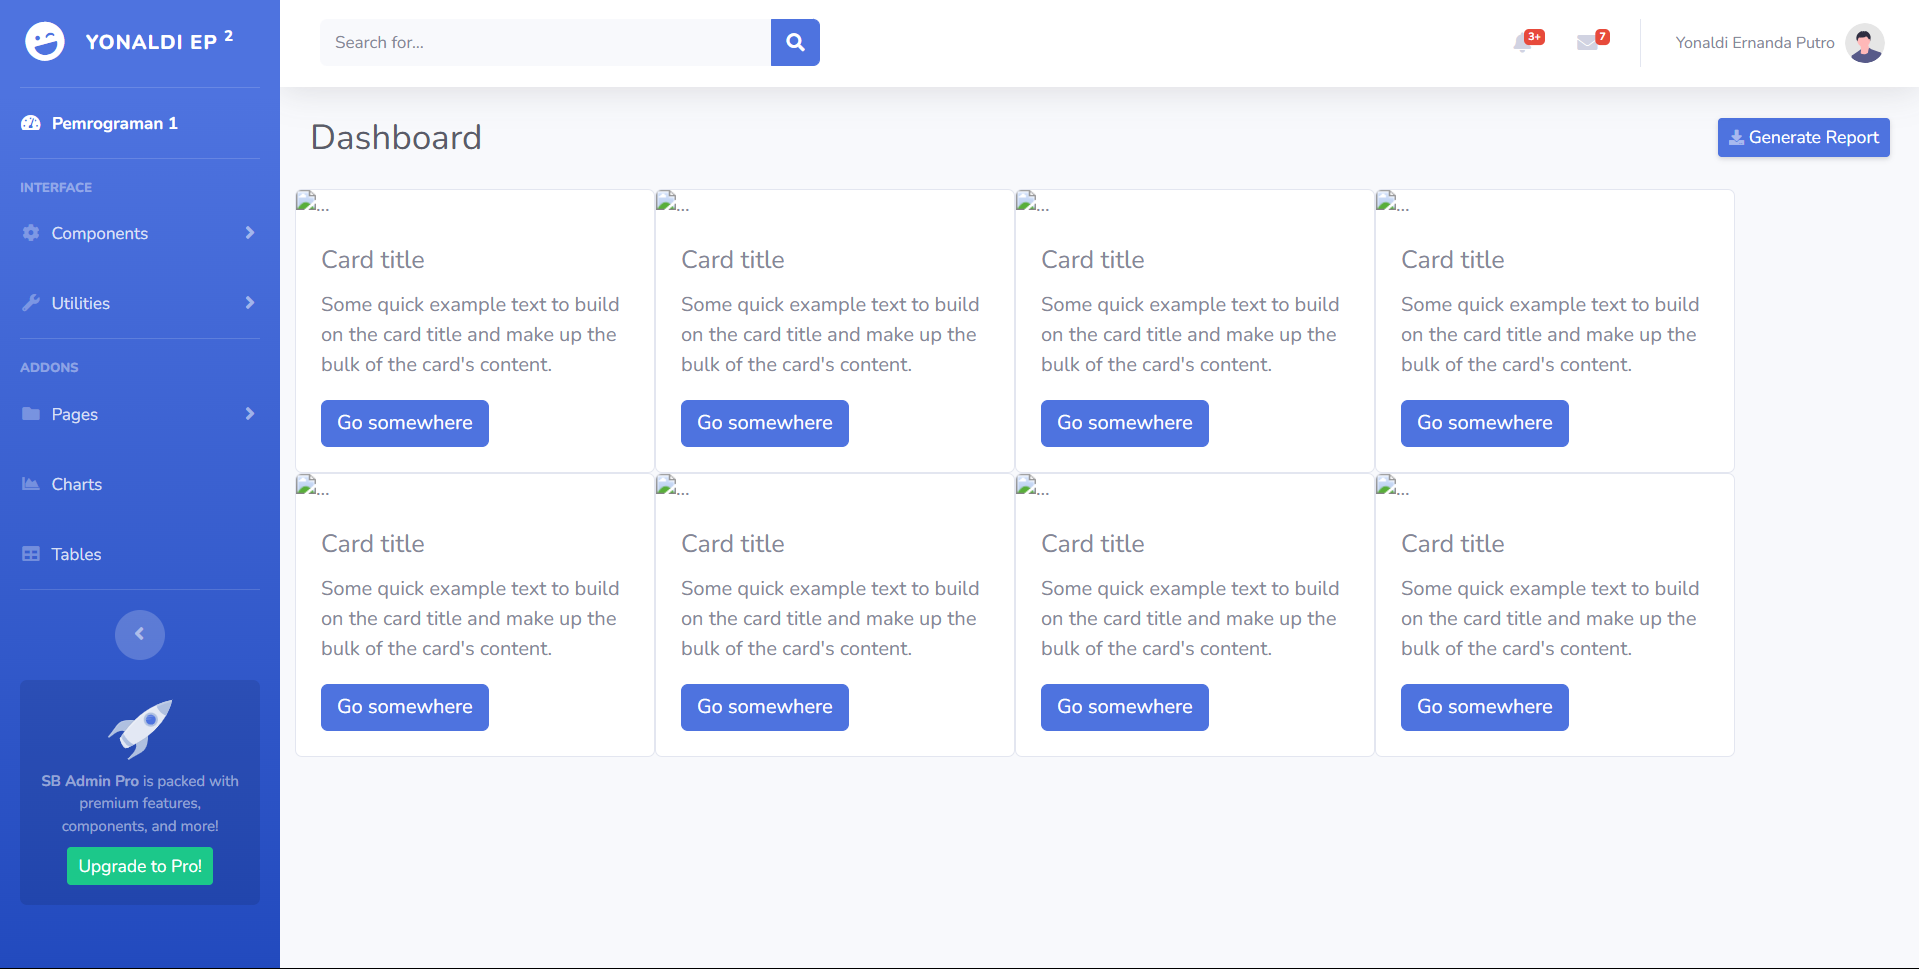 YONALDI EP 2
Search for...
3+
7
Yonaldi Ernanda Putro
Pemrograman 1
INTERFACE
Components
Utilities
ADDONS
Pages
Charts
Tables
SB Admin Pro is packed with
premium features,
components, and more!
Upgrade to Pro!
Dashboard
Generate Report
...
Card title
Some quick example text to build
on the card title and make up the
bulk of the card's content.
Go somewhere
...
Card title
Some quick example text to build
on the card title and make up the
bulk of the card's content.
Go somewhere
...
Card title
Some quick example text to build
on the card title and make up the
bulk of the card's content.
Go somewhere
...
Card title
Some quick example text to build
on the card title and make up the
bulk of the card's content.
Go somewhere
...
Card title
Some quick example text to build
on the card title and make up the
bulk of the card's content.
Go somewhere
...
Card title
Some quick example text to build
on the card title and make up the
bulk of the card's content.
Go somewhere
...
Card title
Some quick example text to build
on the card title and make up the
bulk of the card's content.
Go somewhere
...
Card title
Some quick example text to build
on the card title and make up the
bulk of the card's content.
Go somewhere